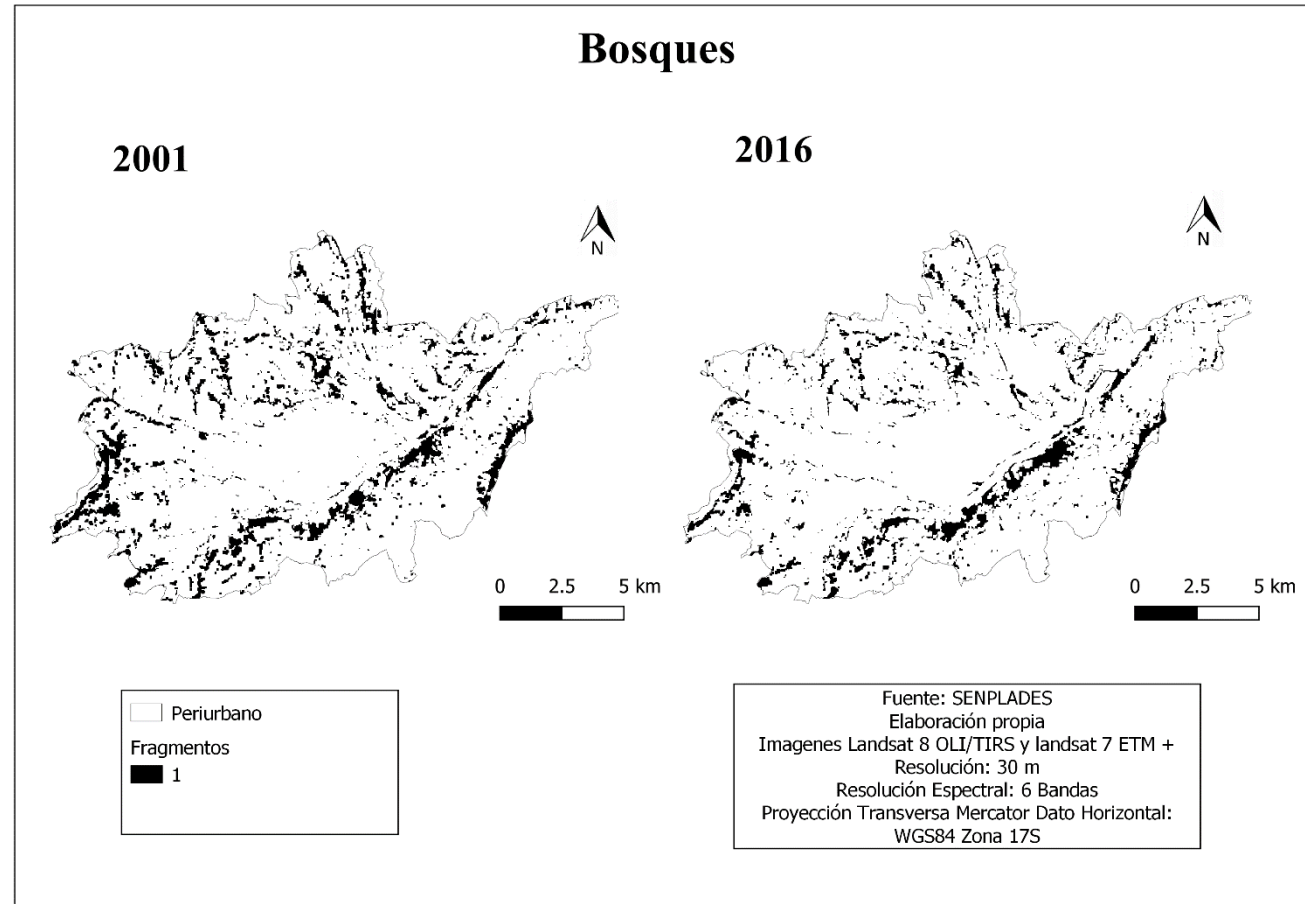 Bosques
2001
2016
N
N
0 2.5 5 km
0 2.5 5 km
Periurbano
Fragmentos
1
Fuente: SENPLADES
Elaboración propia
Imagenes Landsat 8 OLI/TIRS y landsat 7 ETM +
Resolución: 30 m
Resolución Espectral: 6 Bandas
Proyección Transversa Mercator Dato Horizontal:
WGS84 Zona 17S